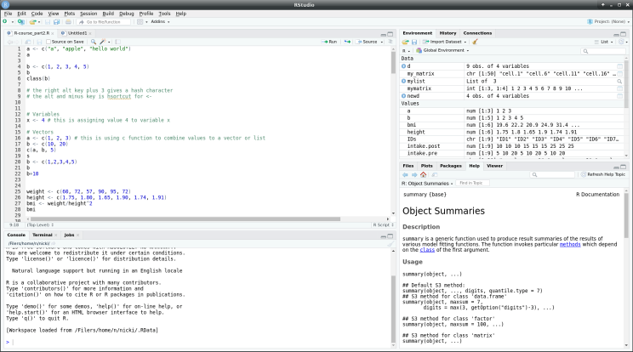 RStudio
File Edit Code View Plots Session Build Debug Profile Tools Help
Go to file/function
Addins
Project: (None)
R-course_part2.R
Untitled1
Source on Save
Run
Source
1 a <- c("a", "apple", "hello world")
2 a
3
4 b <- c(1, 2, 3, 4, 5)
5 b
6 class(b)
7
8 # the right alt key plus 3 gives a hash character
9 # the alt and minus key is hsortcut for <-
10
11
12 # Variables
13 x <- 4 # this is assigning value 4 to variable x
14
15 # Vectors
16 a <- c(1, 2, 3) # this is using c function to combine values to a vector or list
17 b <- c(10, 20)
18 c(a, b, 5)
19
20 b <- c(1,2,3,4,5)
21 b
22 b+10
23
24
25 weight <- c(60, 72, 57, 90, 95, 72)
26 height <- c(1.75, 1.80, 1.65, 1.90, 1.74, 1.91)
27 bmi <- weight/height^2
28 bmi
29
(Top Level)
R Script
Console Terminal Jobs
/Filers/home/n/nicki/
You are welcome to redistribute it under certain conditions.
Type 'license()' or 'licence()' for distribution details.
Natural language support but running in an English locale
R is a collaborative project with many contributors.
Type 'contributors()' for more information and
'citation()' on how to cite R or R packages in publications.
Type 'demo()' for some demos, 'help()' for on-line help, or
'help.start()' for an HTML browser interface to help.
Type 'q()' to quit R.
[Workspace loaded from /Filers/home/n/nicki/.RData]
>
Environment History Connections
Import Dataset
List
R
Global Environment
Data
d 9 obs. of 4 variables
my_matrix chr [1:50] "cell.1" "cell.6" "cell.11" "cell.16" ...
mylist List of 3
mymatrix int [1:3, 1:4] 1 2 3 4 5 6 7 8 9 10 ...
newd 4 obs. of 4 variables
Values
a num [1:3] 1 2 3
b num [1:5] 1 2 3 4 5
bmi num [1:6] 19.6 22.2 20.9 24.9 31.4 ...
height num [1:6] 1.75 1.8 1.65 1.9 1.74 1.91
IDs chr [1:9] "ID1" "ID2" "ID3" "ID4" "ID5" "ID6" "ID7...
intake.post num [1:9] 10 10 10 15 15 15 25 25 25
intake.pre num [1:9] 5 10 20 5 10 20 5 10 20
Files Plots Packages Help Viewer
Refresh Help Topic
R: Object Summaries
Find in Topic
summary {base}
R Documentation
Object Summaries
Description
summary is a generic function used to produce result summaries of the results of
various model fitting functions. The function invokes particular methods which depend
on the class of the first argument.
Usage
summary(object, ...)
## Default S3 method:
summary(object, ..., digits, quantile.type = 7)
## S3 method for class 'data.frame'
summary(object, maxsum = 7,
digits = max(3, getOption("digits")-3), ...)
## S3 method for class 'factor'
summary(object, maxsum = 100, ...)
## S3 method for class 'matrix'
summary(object, ...)